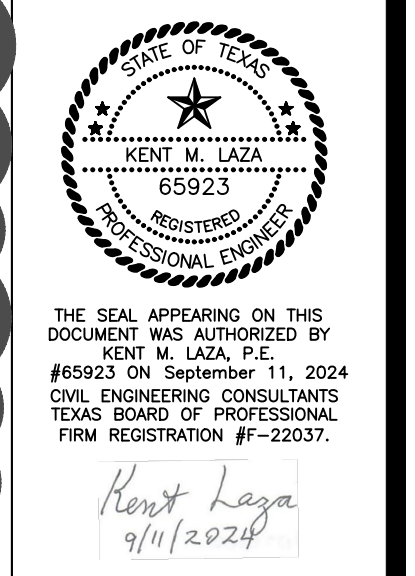 STATE OF TEXAS
KENT M. LAZA
65923
REGISTERED
PROFESSIONAL ENGINEER
THE SEAL APPEARING ON THIS
DOCUMENT WAS AUTHORIZED BY
KENT M. LAZA, P.E.
#65923 ON September 11, 2024
CIVIL ENGINEERING CONSULTANTS
TEXAS BOARD OF PROFESSIONAL
FIRM REGISTRATION #F-22037.
Kent Laza
9/11/2024